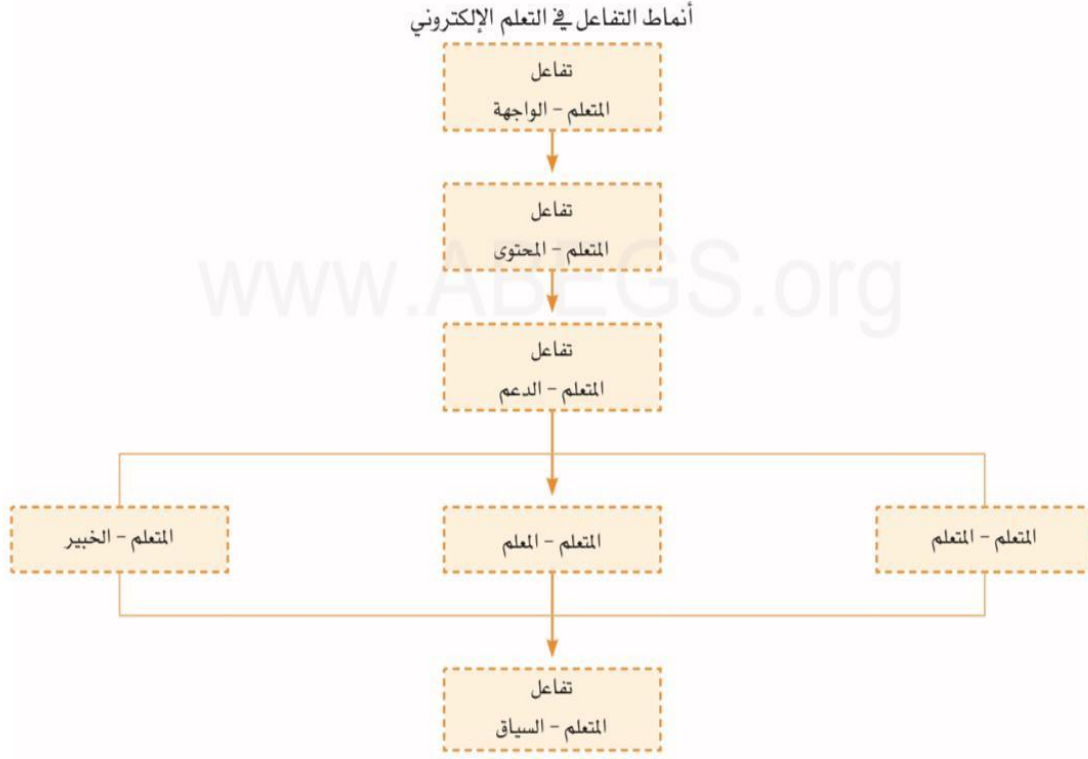 أنماط التفاعل في التعلم الإلكتروني
تفاعل
المتعلم - الواجهة
تفاعل
المتعلم - المحتوى
www.ABEGS.org
تفاعل
المتعلم - الدعم
المتعلم - المتعلم
المتعلم - المعلم
المتعلم - الخبير
تفاعل
المتعلم - السياق